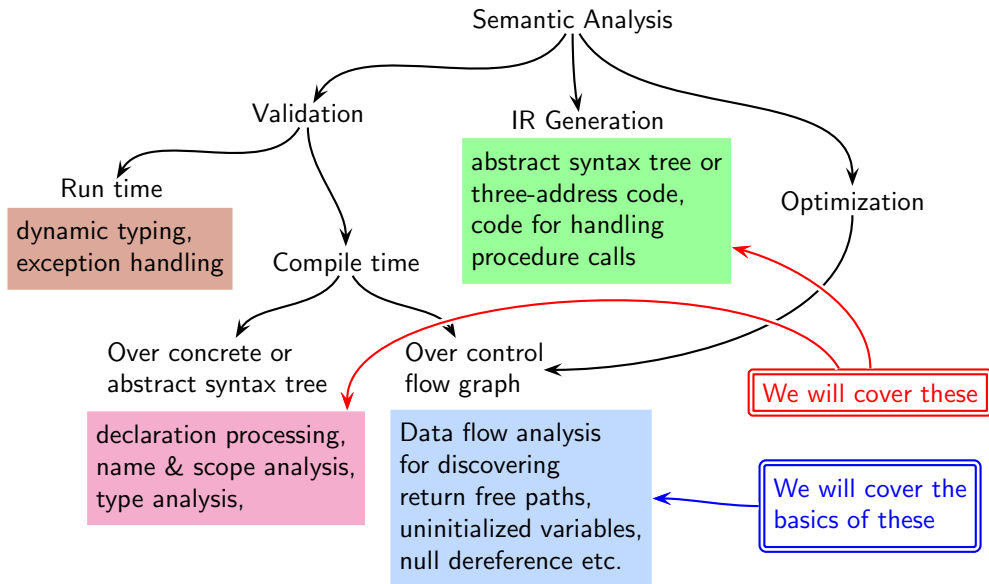 Semantic Analysis
Validation
IR Generation
abstract syntax tree or
three-address code,
code for handling
procedure calls
Optimization
Run time
dynamic typing,
exception handling
Compile time
Over concrete or
abstract syntax tree
declaration processing,
name & scope analysis,
type analysis,
Over control
flow graph
Data flow analysis
for discovering
return free paths,
uninitialized variables,
null dereference etc.
We will cover these
We will cover the
basics of these